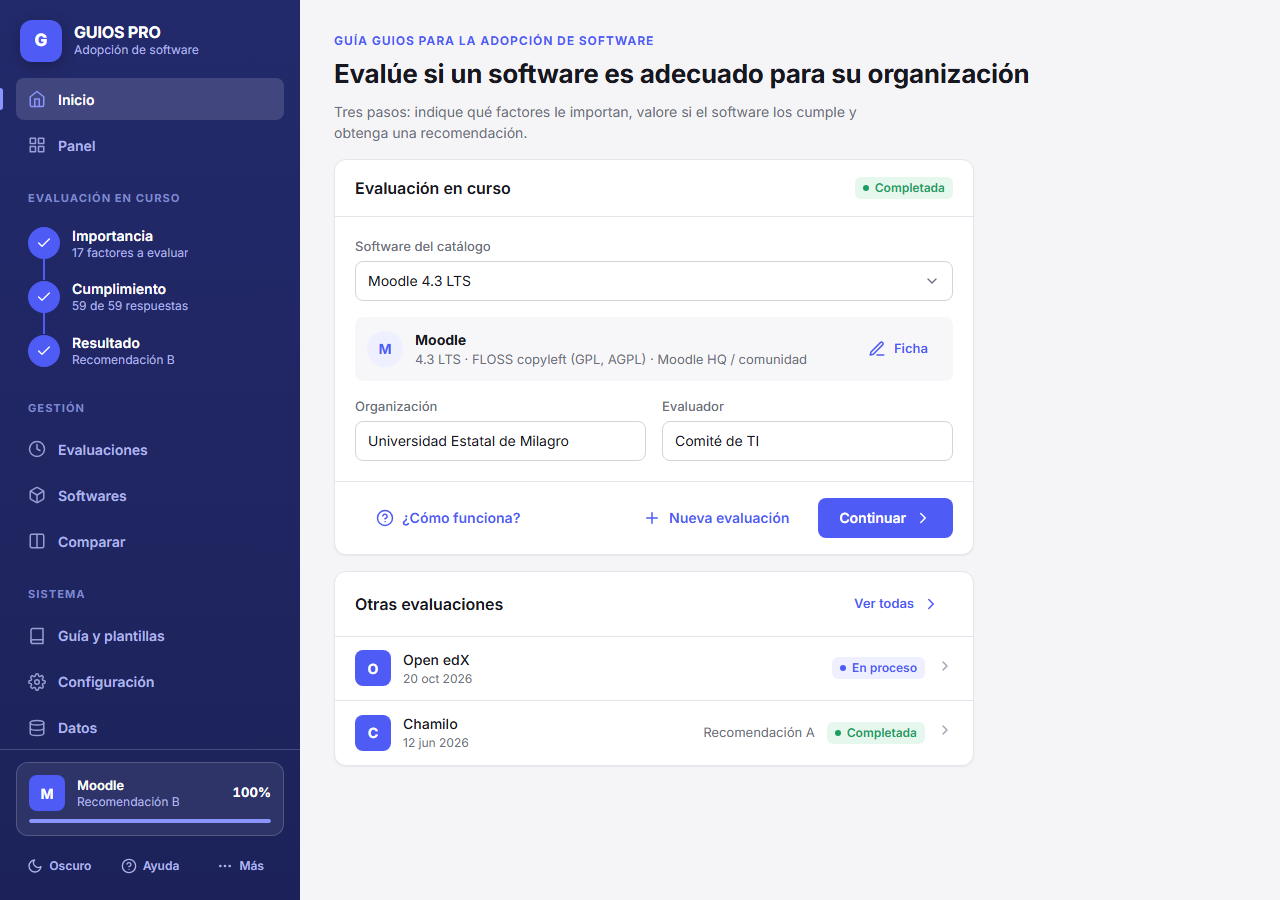 G
GUIOS PRO
Adopción de software
Inicio
Panel
EVALUACIÓN EN CURSO
Importancia
17 factores a evaluar
Cumplimiento
59 de 59 respuestas
Resultado
Recomendación B
GESTIÓN
Evaluaciones
Softwares
Comparar
SISTEMA
Guía y plantillas
Configuración
Datos
M
Moodle
Recomendación B
100%
Oscuro
Ayuda
Más
GUÍA GUIOS PARA LA ADOPCIÓN DE SOFTWARE
Evalúe si un software es adecuado para su organización
Tres pasos: indique qué factores le importan, valore si el software los cumple y
obtenga una recomendación.
Evaluación en curso
Completada
Software del catálogo
Moodle 4.3 LTS
M
Moodle
4.3 LTS · FLOSS copyleft (GPL, AGPL) · Moodle HQ / comunidad
Ficha
Organización
Evaluador
Universidad Estatal de Milagro
Comité de TI
¿Cómo funciona?
Nueva evaluación
Continuar
Otras evaluaciones
Ver todas
O
Open edX
20 oct 2026
En proceso
C
Chamilo
12 jun 2026
Recomendación A
Completada